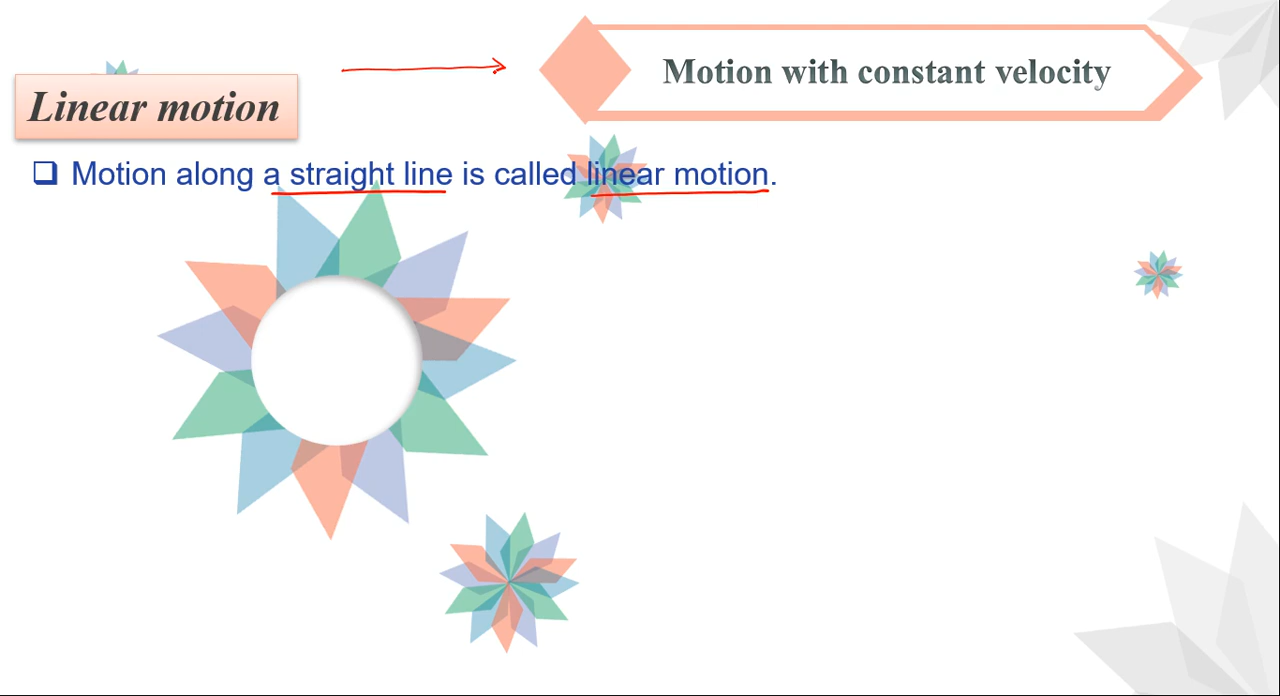 Motion with constant velocity
Linear motion
❑ Motion along a straight line is called linear motion.